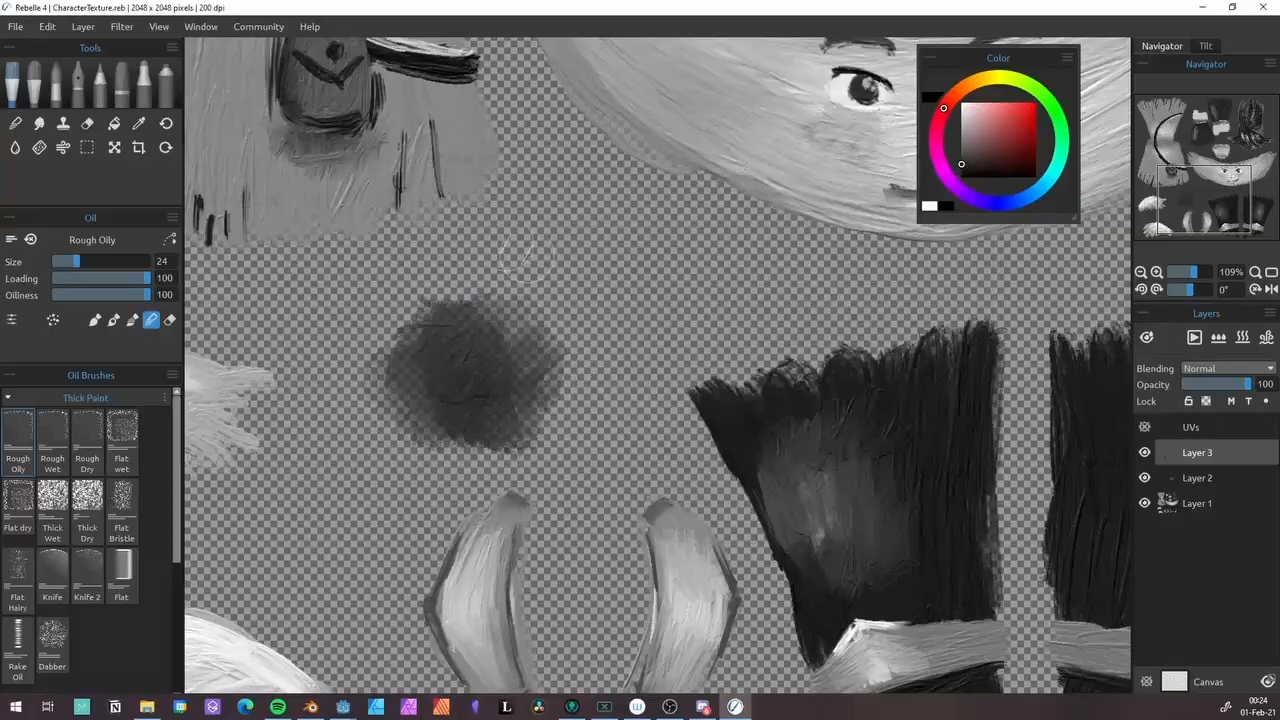 Rebelle 4 | CharacterTexture.reb | 2048 x 2048 pixels | 200 dpi
File Edit Layer Filter View Window Community Help
Tools
Oil
Rough Oily
Size 24
Loading 100
Oiliness 100
Oil Brushes
Thick Paint
Rough Oily
Rough Wet
Rough Dry
Flat wet
Flat dry
Thick Wet
Thick Dry
Flat Bristle
Flat Hairy
Knife
Knife 2
Flat
Rake Oil
Dabber
Color
Navigator Tilt
Navigator
109%
0°
Layers
Blending Normal
Opacity 100
Lock M T
UVs
Layer 3
Layer 2
Layer 1
Canvas
00:24
01-Feb-21